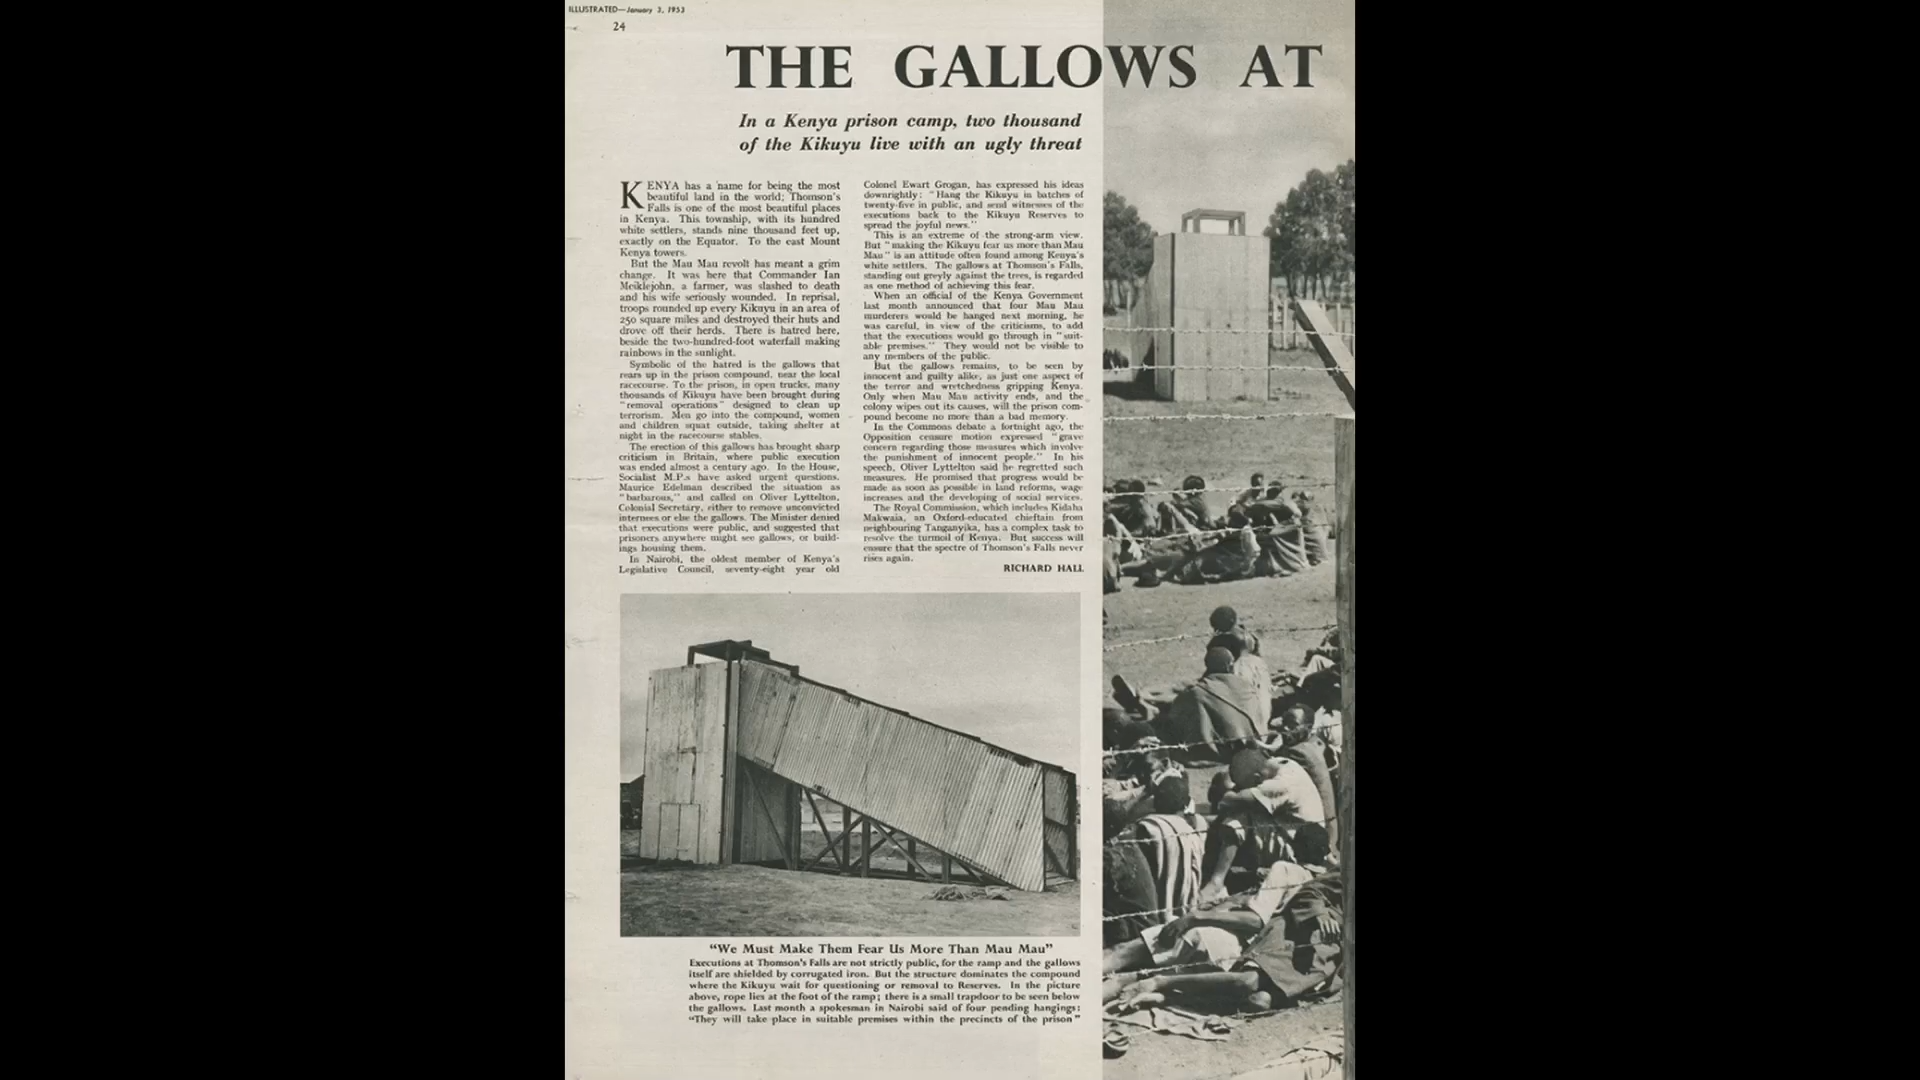 ILLUSTRATED—January 3, 1953
24
THE GALLOWS AT
In a Kenya prison camp, two thousand
of the Kikuyu live with an ugly threat
KENYA has a name for being the most
beautiful land in the world; Thomson's
Falls is one of the most beautiful places
in Kenya. This township, with its hundred
white settlers, stands nine thousand feet up,
exactly on the Equator. To the east Mount
Kenya towers.
But the Mau Mau revolt has meant a grim
change. It was here that Commander Ian
Meiklejohn, a farmer, was slashed to death
and his wife seriously wounded. In reprisal,
troops rounded up every Kikuyu in an area of
250 square miles and destroyed their huts and
drove off their herds. There is hatred here,
beside the two-hundred-foot waterfall making
rainbows in the sunlight.
Symbolic of the hatred is the gallows that
rears up in the prison compound, near the local
racecourse. To the prison, in open trucks, many
thousands of Kikuyu have been brought during
"removal operations" designed to clean up
terrorism. Men go into the compound, women
and children squat outside, taking shelter at
night in the racecourse stables.
The erection of this gallows has brought sharp
criticism in Britain, where public execution
was ended almost a century ago. In the House,
Socialist M.P.s have asked urgent questions.
Maurice Edelman described the situation as
"barbarous," and called on Oliver Lyttelton,
Colonial Secretary, either to remove unconvicted
internees or else the gallows. The Minister denied
that executions were public, and suggested that
prisoners anywhere might see gallows, or build-
ings housing them.
In Nairobi, the oldest member of Kenya's
Legislative Council, seventy-eight year old
Colonel Ewart Grogan, has expressed his ideas
downrightly: "Hang the Kikuyu in batches of
twenty-five in public, and send witnesses of the
executions back to the Kikuyu Reserves to
spread the joyful news."
This is an extreme of the strong-arm view.
But "making the Kikuyu fear us more than Mau
Mau" is an attitude often found among Kenya's
white settlers. The gallows at Thomson's Falls,
standing out greyly against the trees, is regarded
as one method of achieving this fear.
When an official of the Kenya Government
last month announced that four Mau Mau
murderers would be hanged next morning, he
was careful, in view of the criticisms, to add
that the executions would go through in "suit-
able premises." They would not be visible to
any members of the public.
But the gallows remains, to be seen by
innocent and guilty alike, as just one aspect of
the terror and wretchedness gripping Kenya.
Only when Mau Mau activity ends, and the
colony wipes out its causes, will the prison com-
pound become no more than a bad memory.
In the Commons debate a fortnight ago, the
Opposition censure motion expressed "grave
concern regarding those measures which involve
the punishment of innocent people." In his
speech, Oliver Lyttelton said he regretted such
measures. He promised that progress would be
made as soon as possible in land reforms, wage
increases and the developing of social services.
The Royal Commission, which includes Kidaha
Makwaia, an Oxford-educated chieftain from
neighbouring Tanganyika, has a complex task to
resolve the turmoil of Kenya. But success will
ensure that the spectre of Thomson's Falls never
rises again.
RICHARD HALL
"We Must Make Them Fear Us More Than Mau Mau"
Executions at Thomson's Falls are not strictly public, for the ramp and the gallows
itself are shielded by corrugated iron. But the structure dominates the compound
where the Kikuyu wait for questioning or removal to Reserves. In the picture
above, rope lies at the foot of the ramp; there is a small trapdoor to be seen below
the gallows. Last month a spokesman in Nairobi said of four pending hangings:
"They will take place in suitable premises within the precincts of the prison"